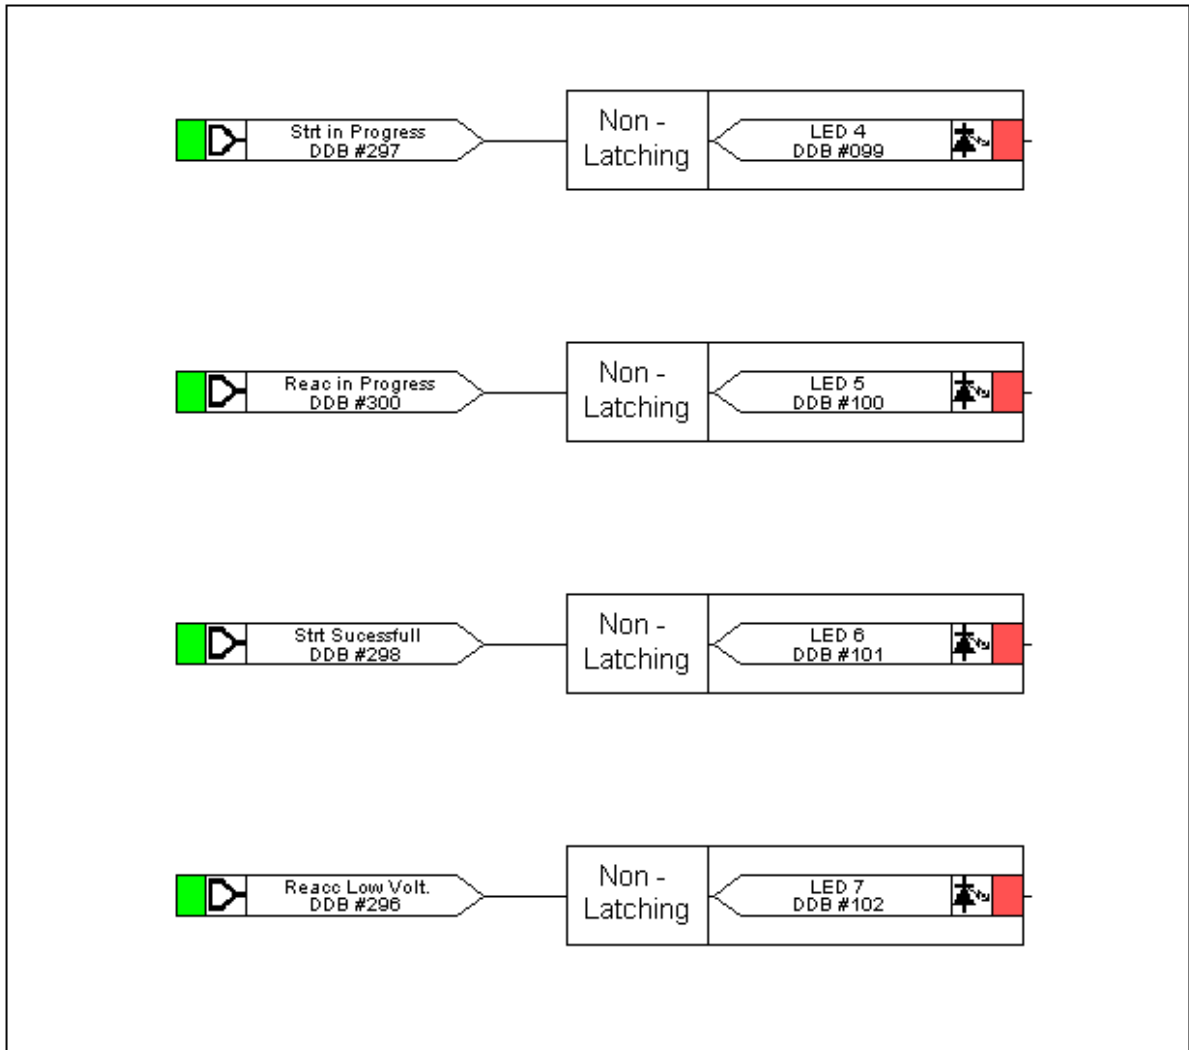 Strt in Progress
DDB #297
Non -
Latching
LED 4
DDB #099
Reac in Progress
DDB #300
Non -
Latching
LED 5
DDB #100
Strt Sucessfull
DDB #298
Non -
Latching
LED 6
DDB #101
Reacc Low Volt.
DDB #296
Non -
Latching
LED 7
DDB #102